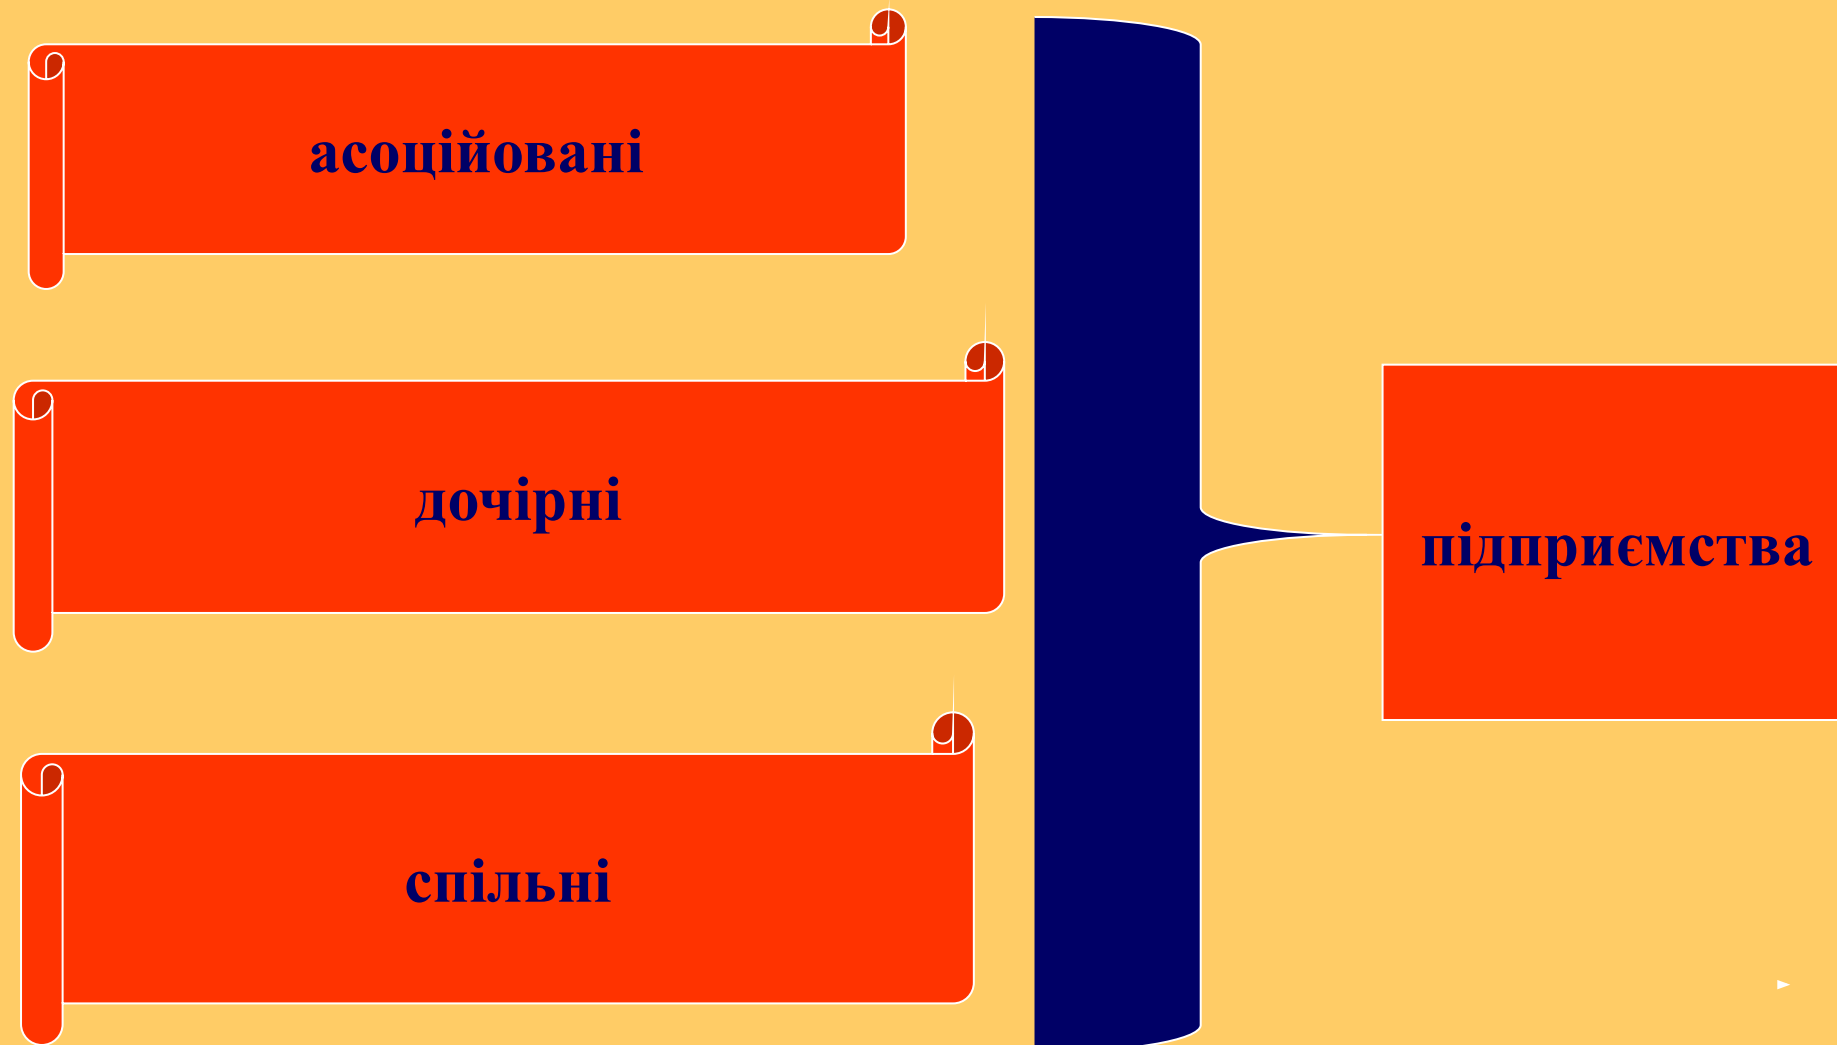 асоційовані
дочірні
підприємства
спільні